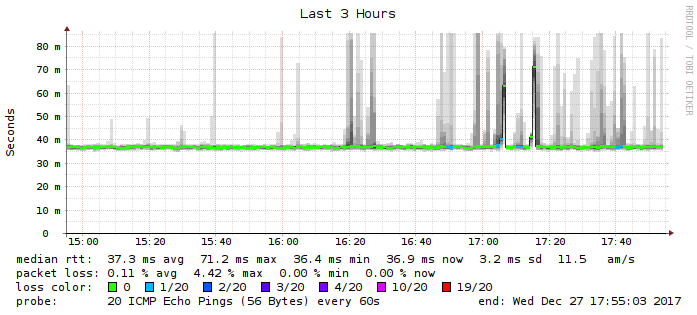 Last 3 Hours
RRDTOOL / TOBI OETIKER
Seconds
80 m
70 m
60 m
50 m
40 m
30 m
20 m
10 m
0
15:00 15:20 15:40 16:00 16:20 16:40 17:00 17:20 17:40
median rtt: 37.3 ms avg 71.2 ms max 36.4 ms min 36.9 ms now 3.2 ms sd 11.5 am/s
packet loss: 0.11 % avg 4.42 % max 0.00 % min 0.00 % now
loss color: 0 1/20 2/20 3/20 4/20 10/20 19/20
probe: 20 ICMP Echo Pings (56 Bytes) every 60s end: Wed Dec 27 17:55:03 2017